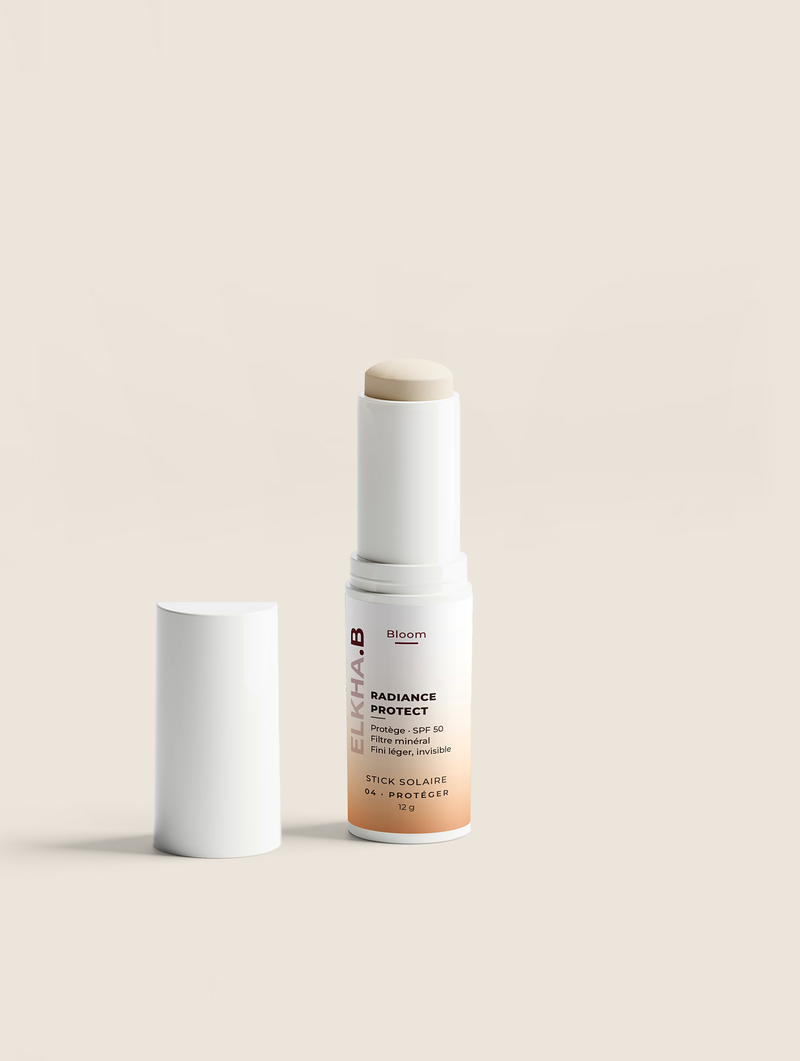 ELKHA.B
Bloom
RADIANCE
PROTECT
Protège · SPF 50
Filtre minéral
Fini léger, invisible
STICK SOLAIRE
04 · PROTÉGER
12 g